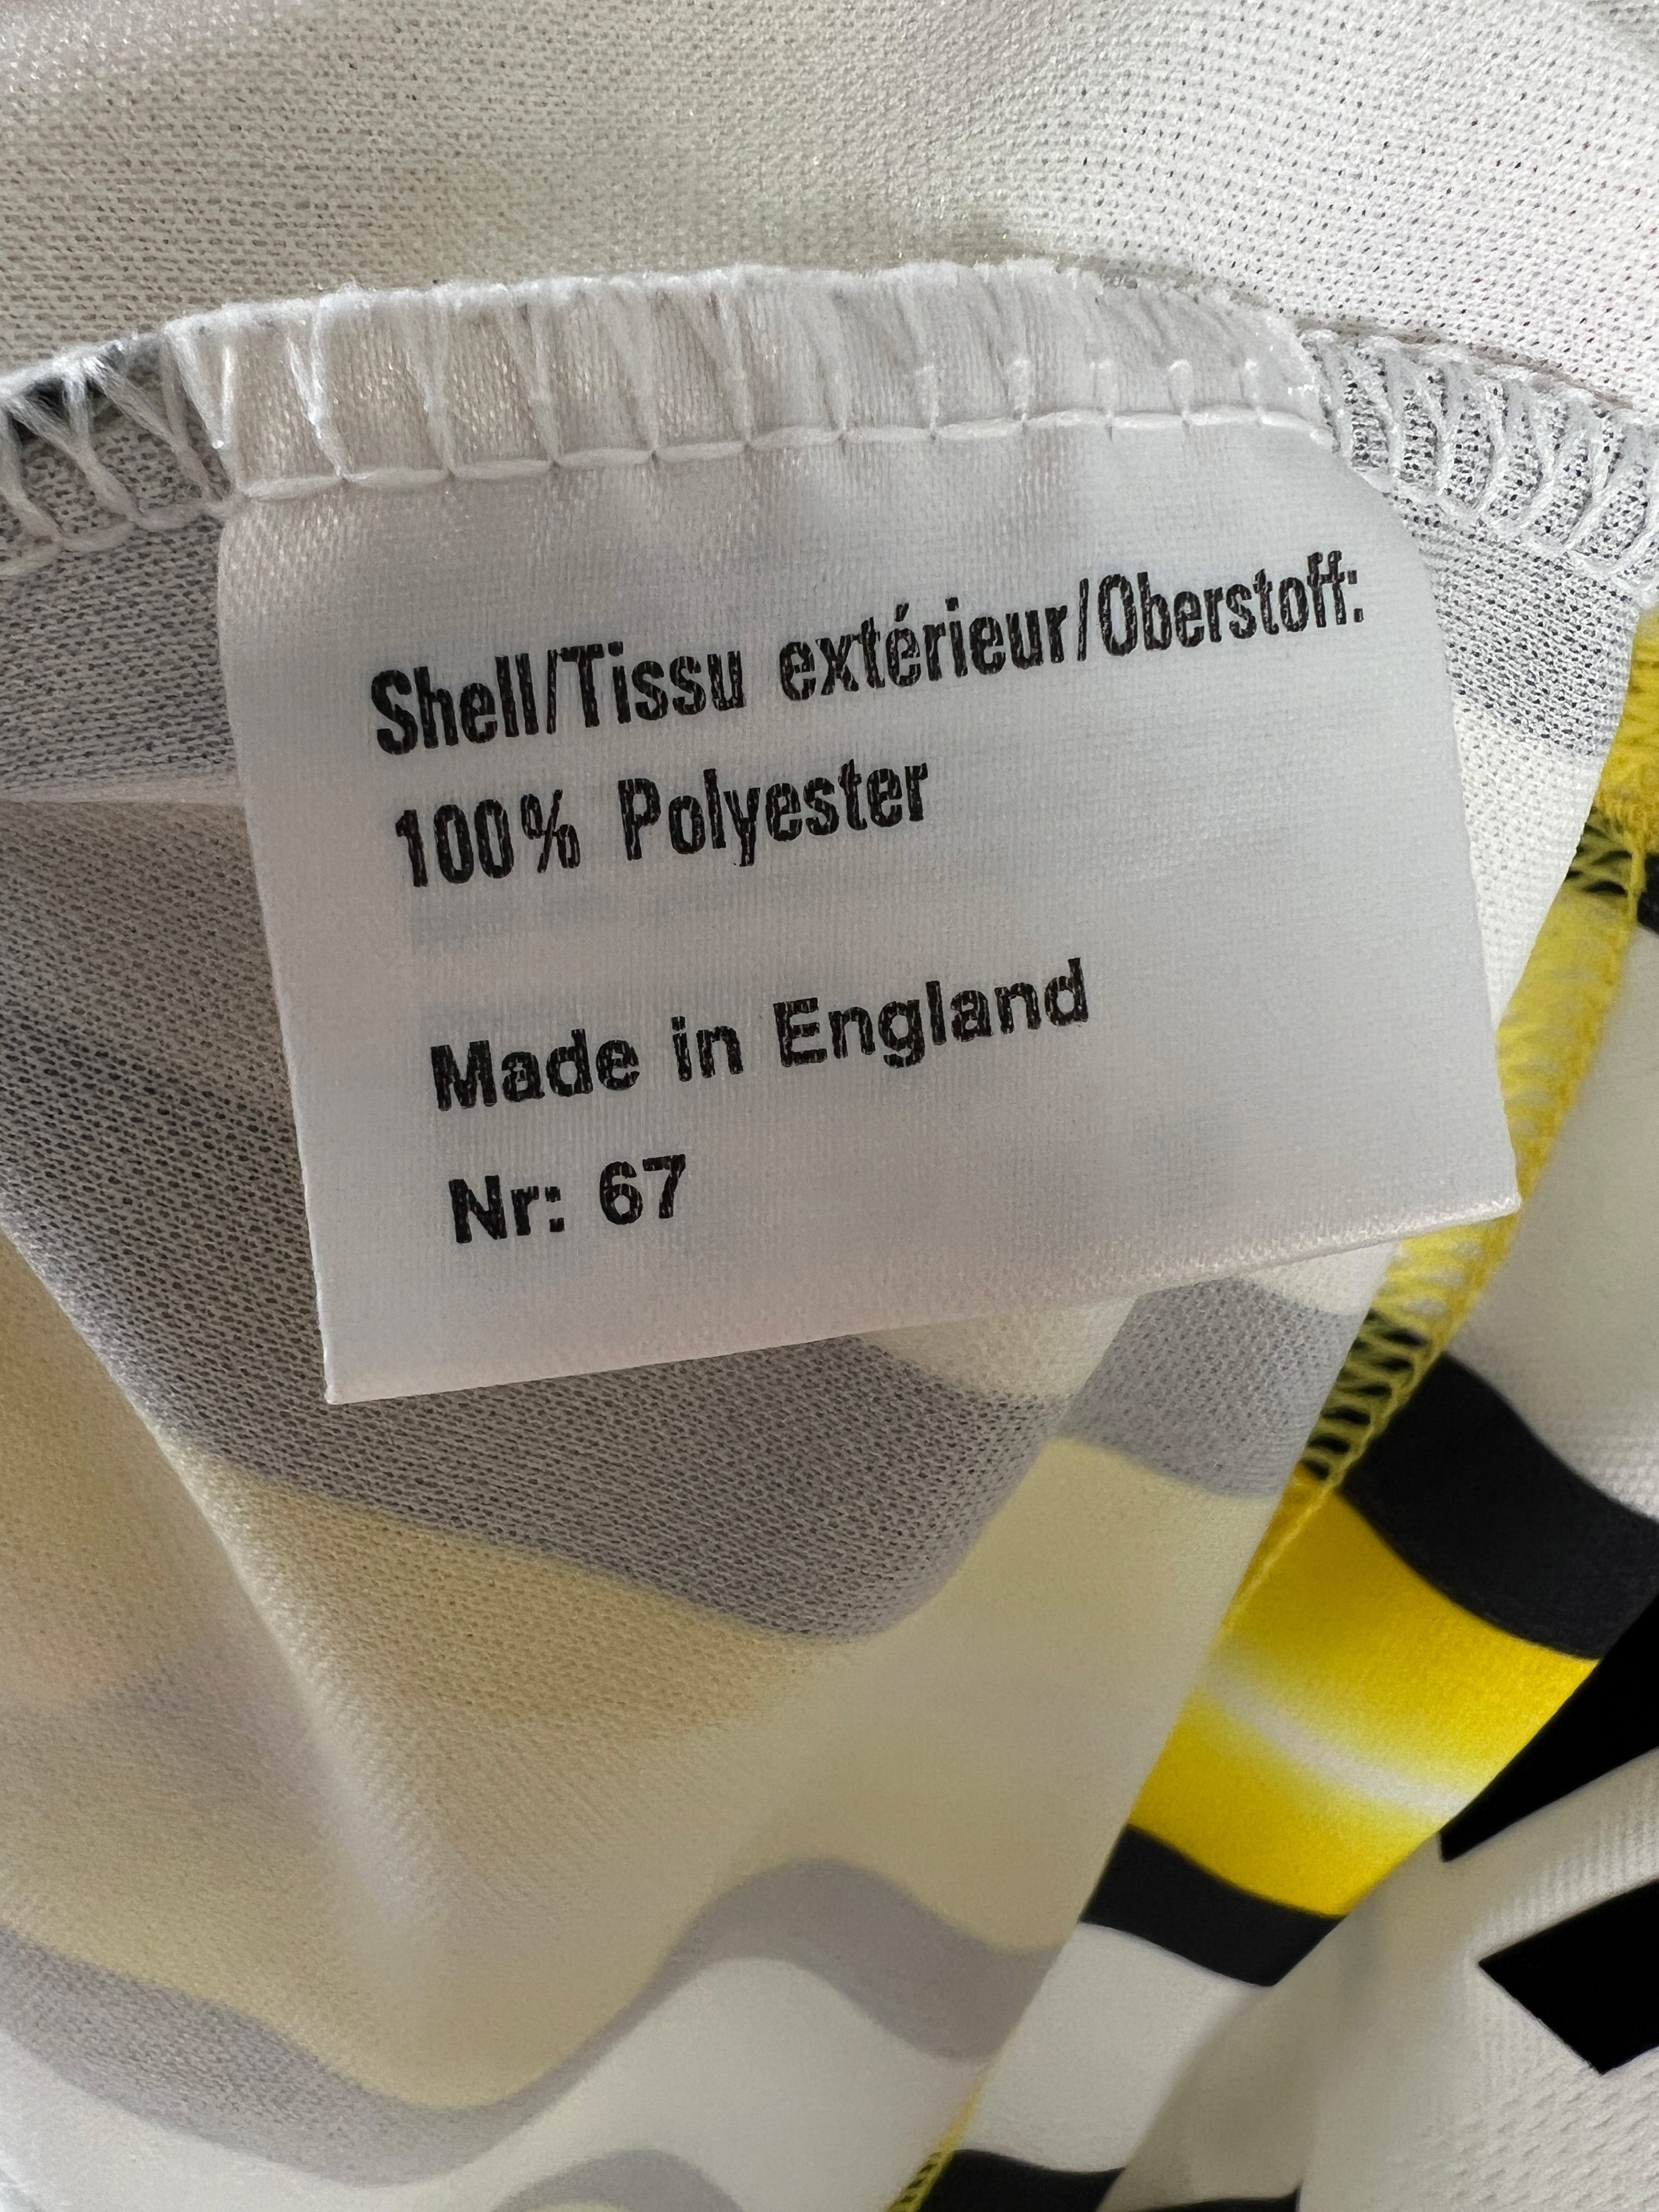 Shell/Tissu extérieur/Oberstoff:
100% Polyester
Made in England
Nr: 67